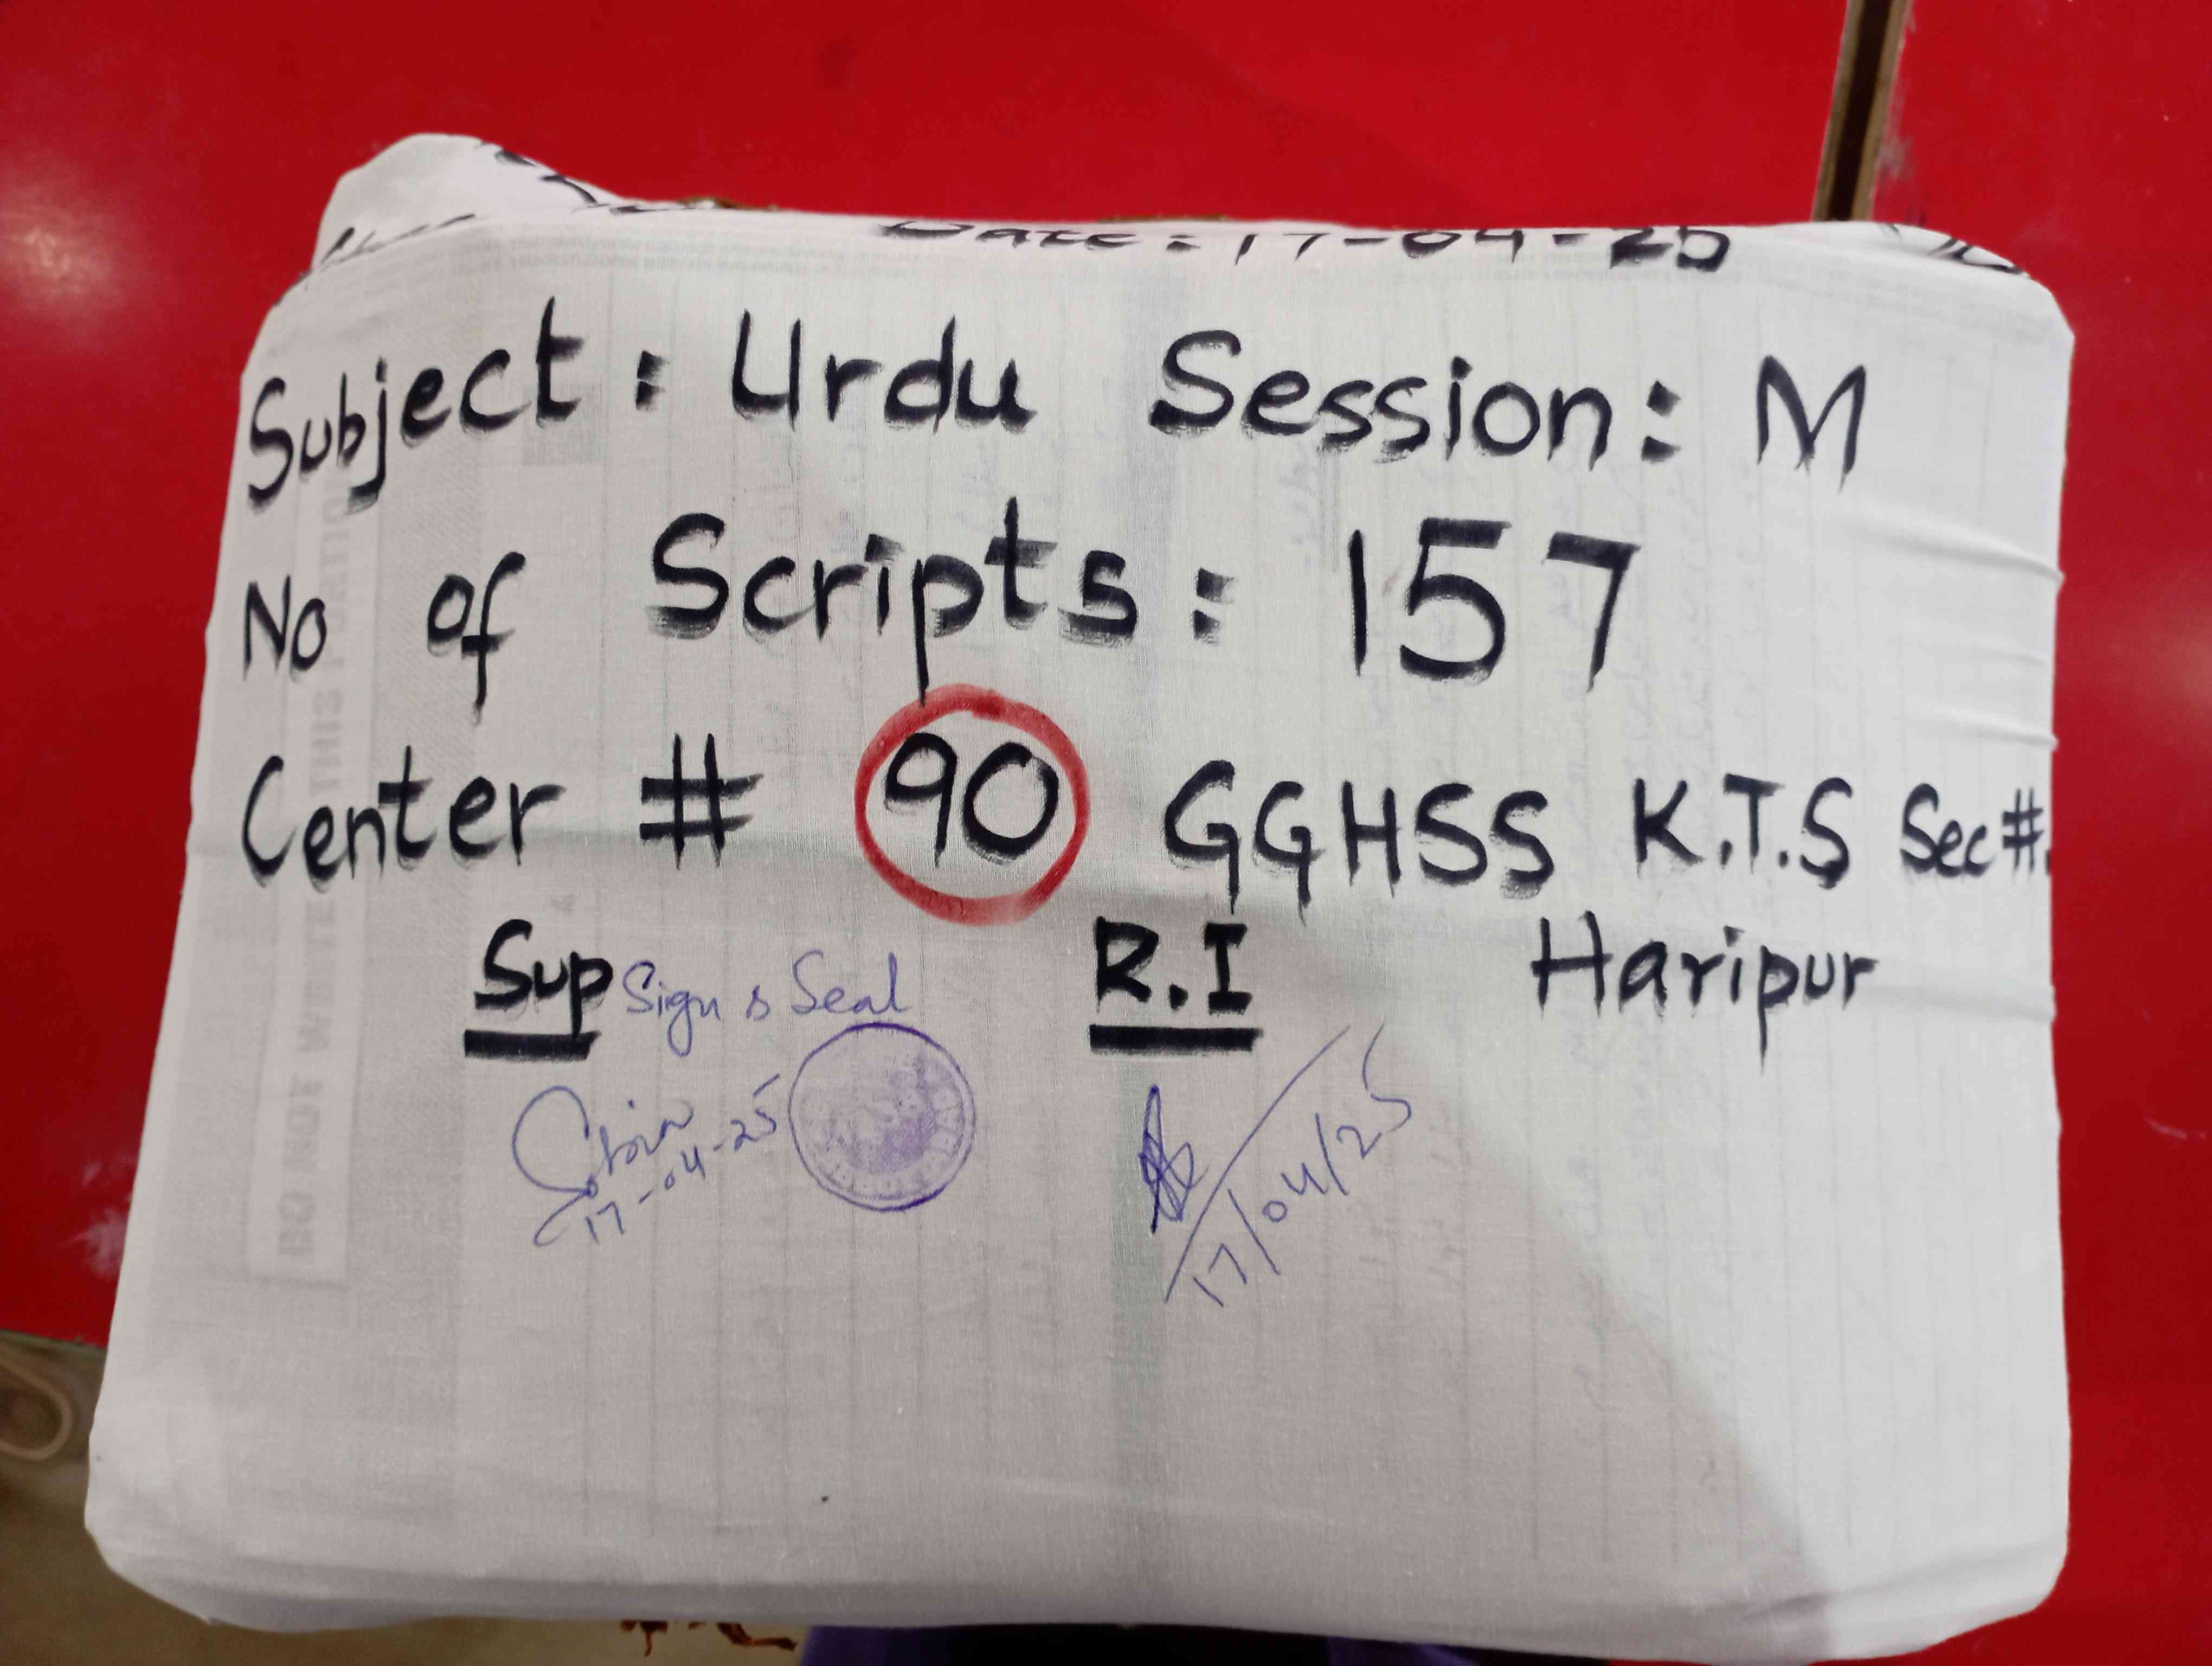 Date: 17-04-25
Subject: Urdu Session: M
No of Scripts: 157
Center # 90 GGHSS K.T.S Sec #
Haripur
Sup Sign & Seal R.I
17-04-25
17/04/25